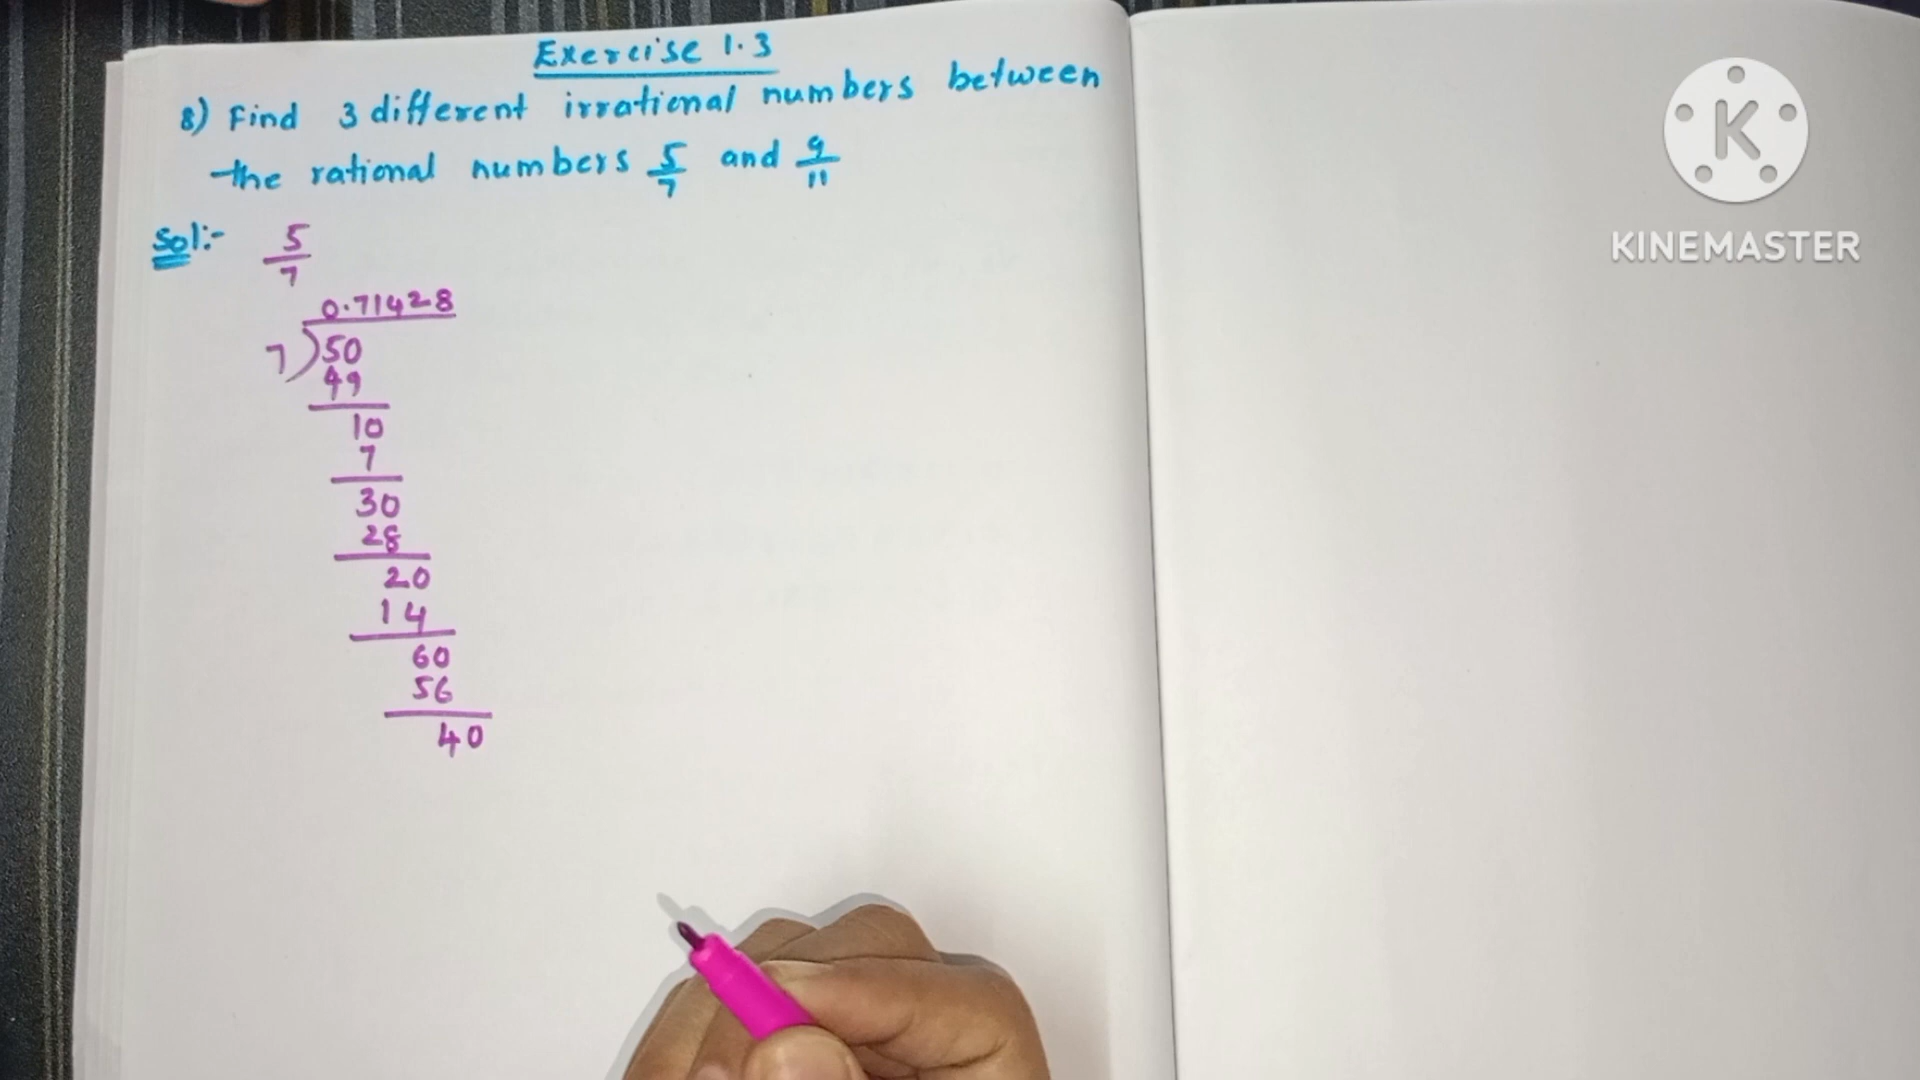 Exercise 1.3
8) Find 3 different irrational numbers between
the rational numbers 5/7 and 9/11
Sol:- 5/7
0.71428
7)50
49
10
7
30
28
20
14
60
56
40
K
KINEMASTER